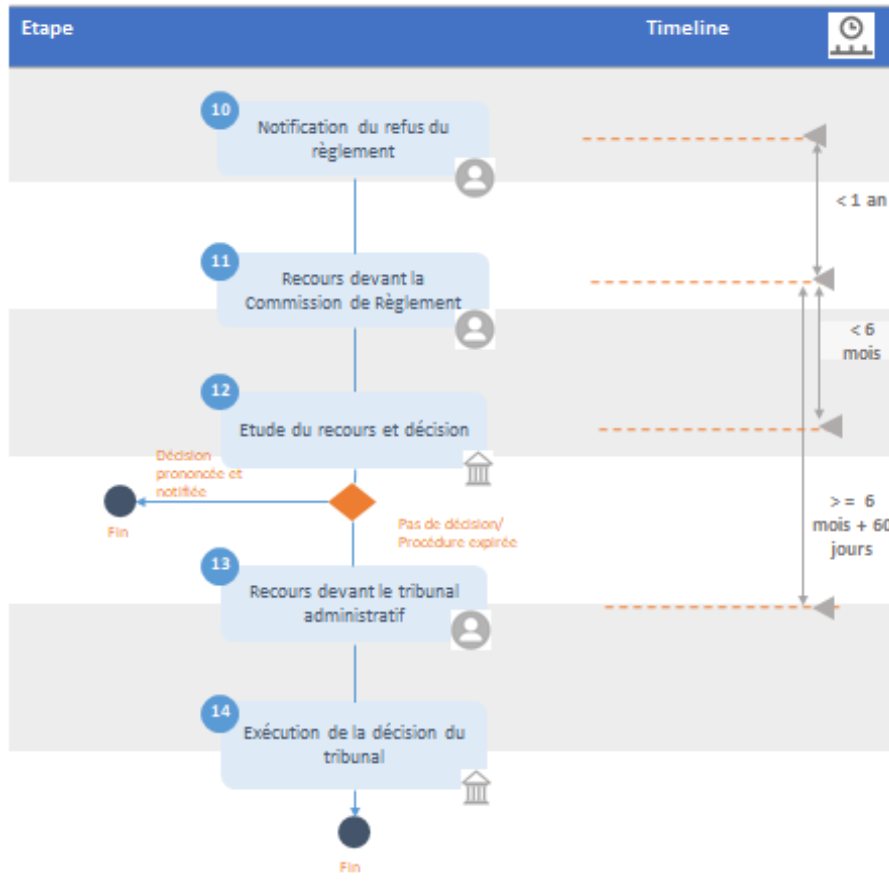 Etape
Timeline
10
Notification du refus du
règlement
< 1 an
11
Recours devant la
Commission de Règlement
< 6
mois
12
Etude du recours et décision
Décision
prononcée et
notifiée
Fin
Pas de décision/
Procédure expirée
> = 6
mois + 60
jours
13
Recours devant le tribunal
administratif
14
Exécution de la décision du
tribunal
Fin